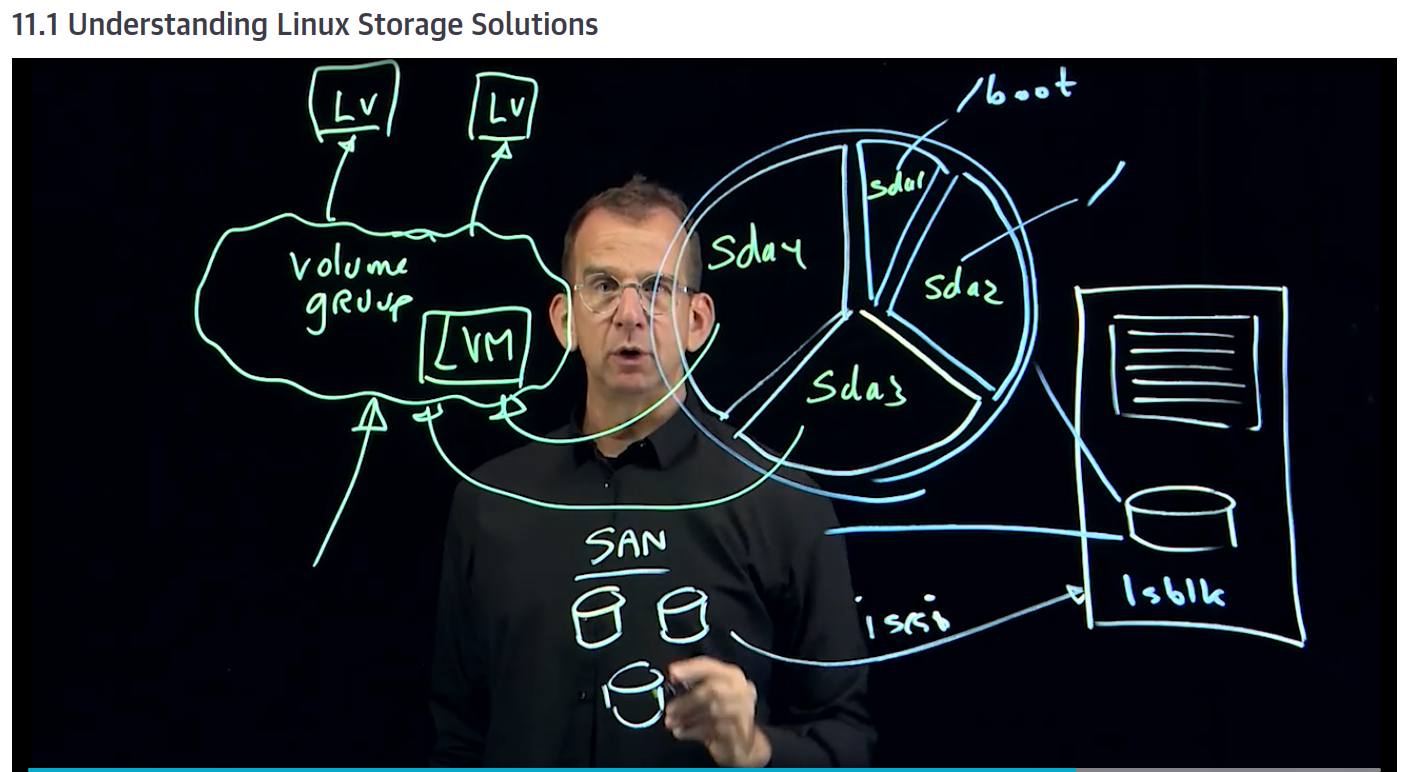 11.1 Understanding Linux Storage Solutions
LV
LV
/boot
sda1
/
volume
group
LVM
sda4
sda2
sda3
SAN
iscsi
lsblk